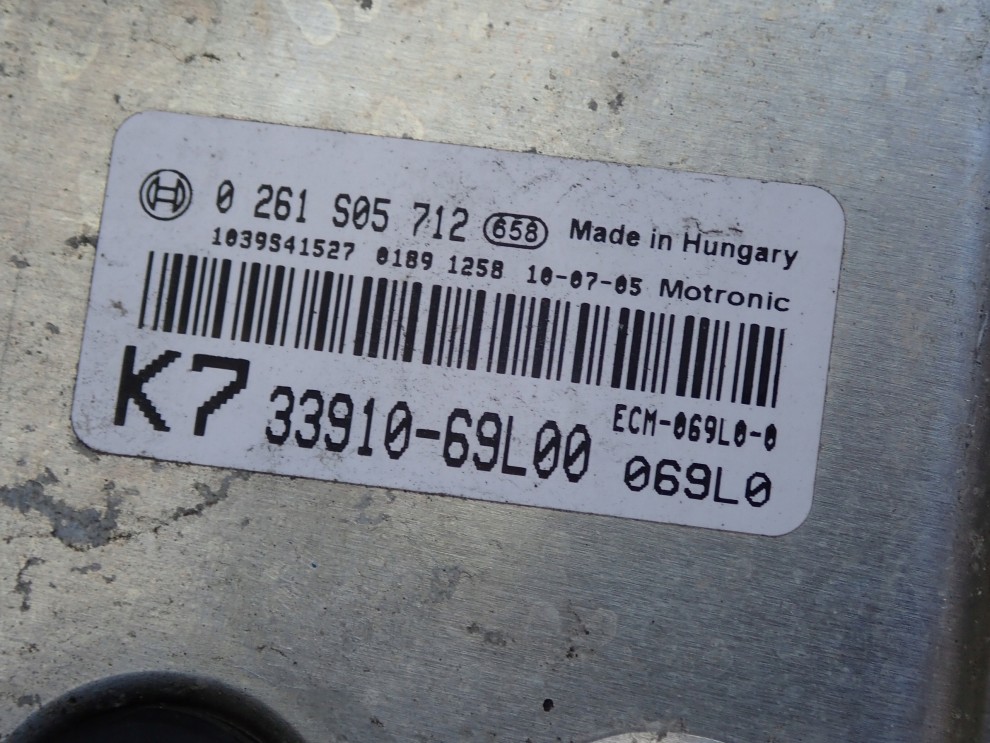 0 261 S05 712 658 Made in Hungary
1039S41527 0189 1258 10-07-05 Motronic
K7 33910-69L00 ECM-069L0-0
069L0